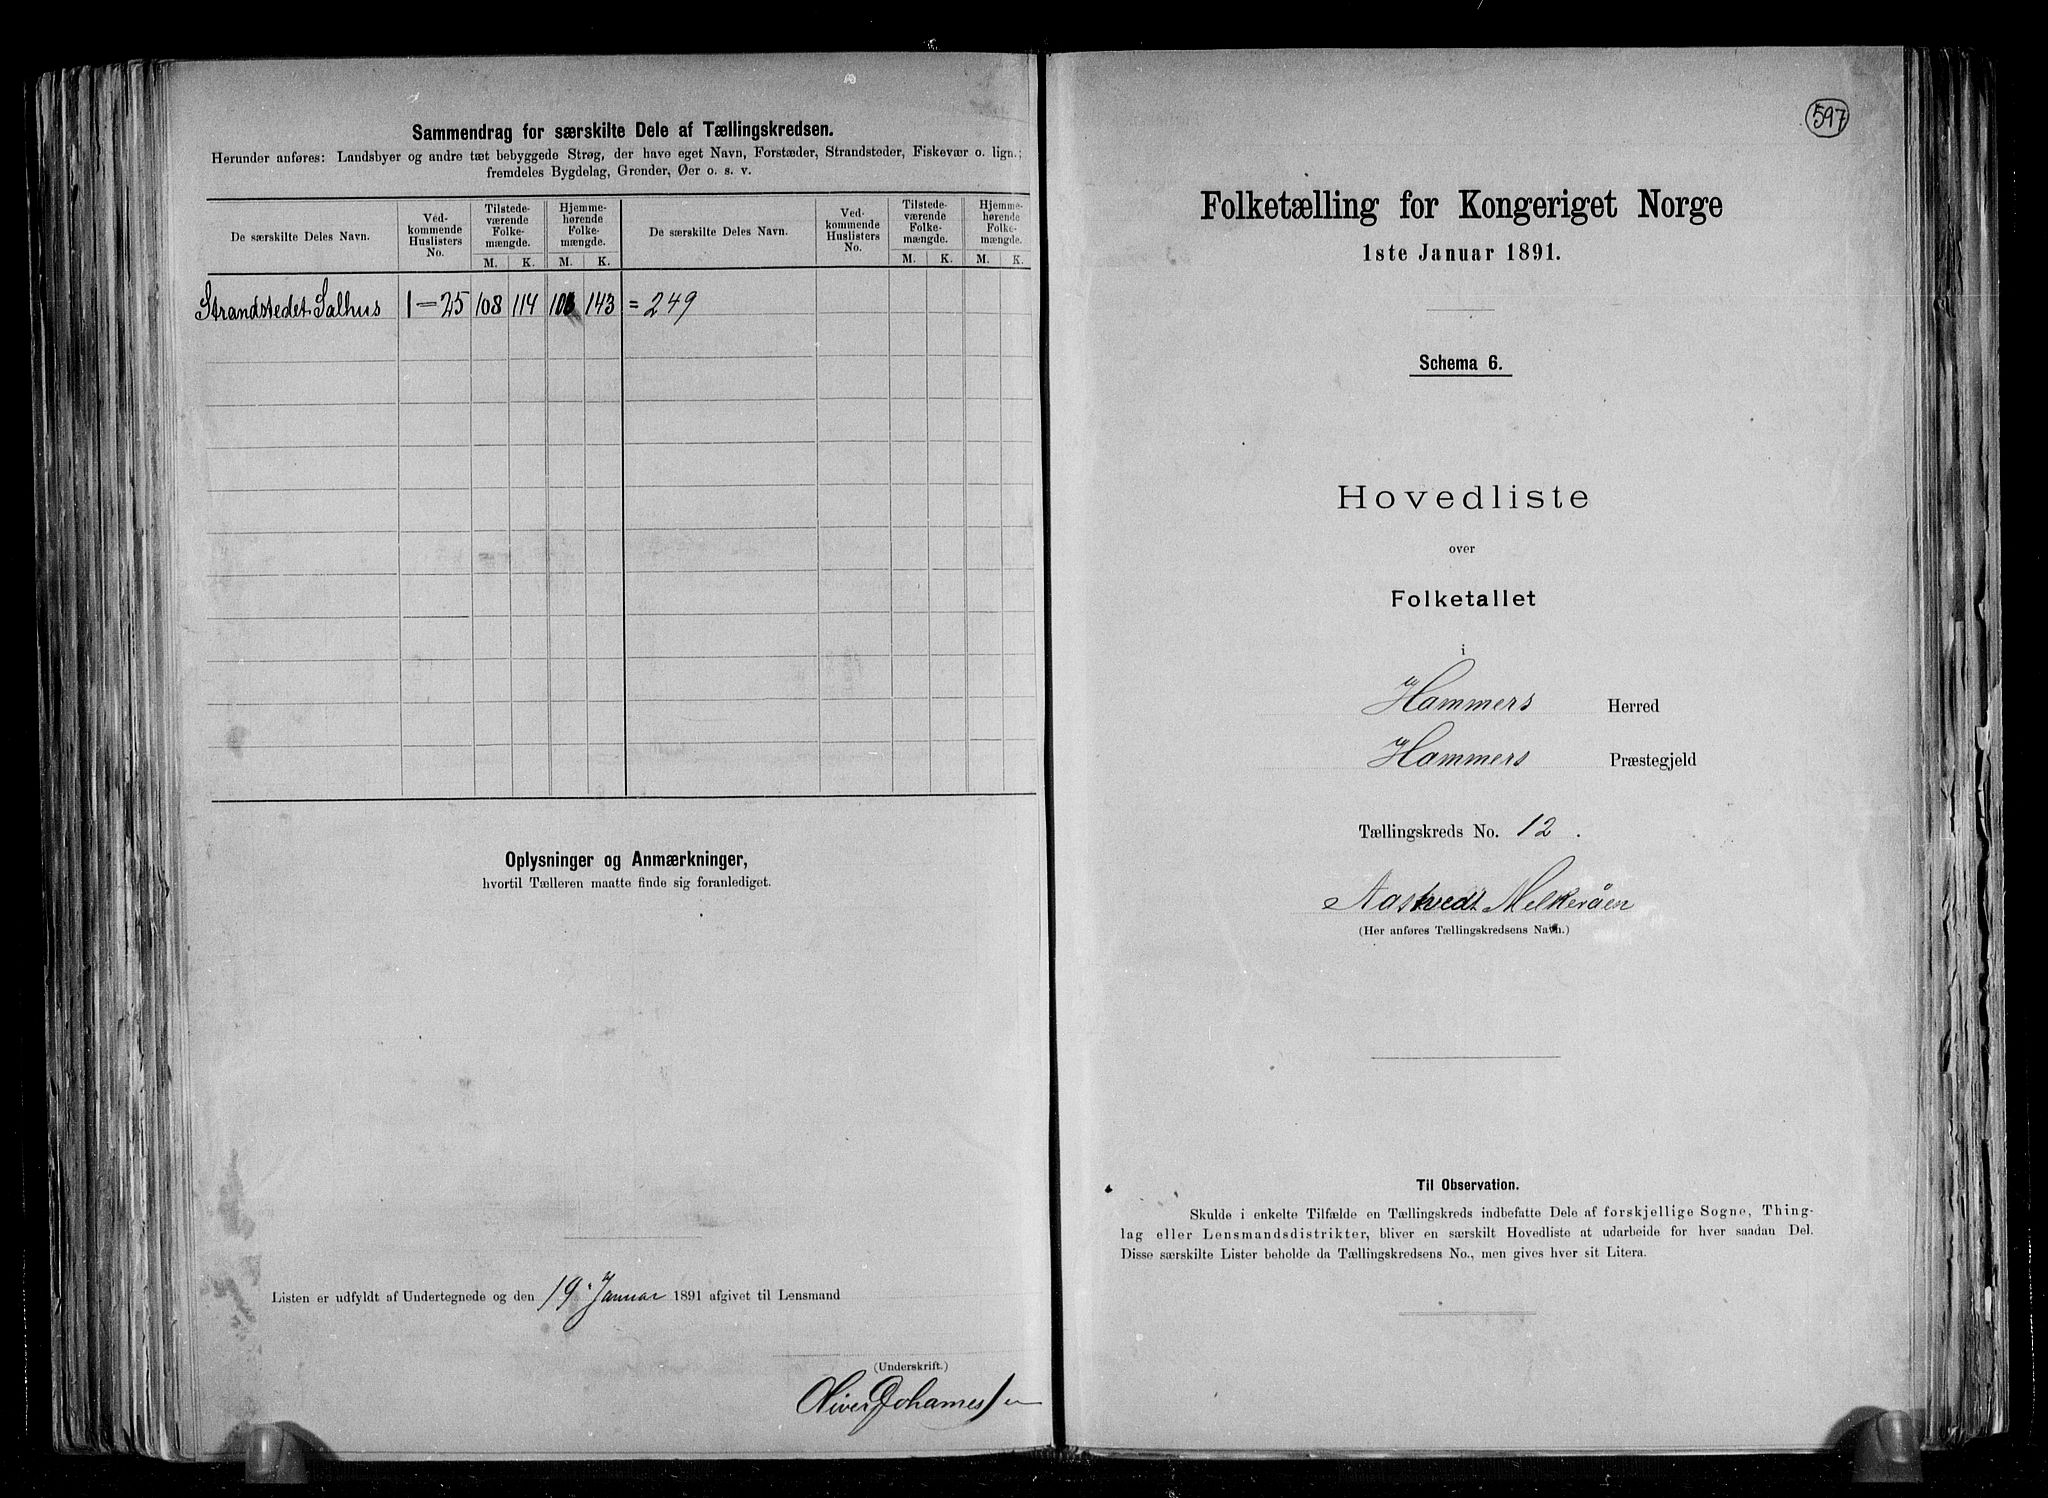 Sammendrag for særskilte Dele af Tællingskredsen.
Herunder anføres: Landsbyer og andre tæt bebyggede Strøg, der have eget Navn, Forstæder, Strandsteder, Fiskevær o. lign.;
fremdeles Bygdelag, Grender, Øer o. s. v.
De særskilte Deles Navn. Ved-kommende Huslisters No. Tilstede-værende Folke-mængde. Hjemme-hørende Folke-mængde. De særskilte Deles Navn. Ved-kommende Huslisters No. Tilstede-værende Folke-mængde. Hjemme-hørende Folke-mængde.
M. K. M. K. M. K. M. K.
Strandstedet Salhus 1—25 108 114 106 143 = 249
Oplysninger og Anmærkninger,
hvortil Tælleren maatte finde sig foranlediget.
Listen er udfyldt af Undertegnede og den 19 Januar 1891 afgivet til Lensmand
(Underskrift.)
Oliver Johannessen
597
Folketælling for Kongeriget Norge
1ste Januar 1891.
Schema 6.
Hovedliste
over
Folketallet
i
Hammers Herred
Hammers Præstegjeld
Tællingskreds No. 12.
Aastvedt Melkeråen
(Her anføres Tællingskredsens Navn.)
Til Observation.
Skulde i enkelte Tilfælde en Tællingskreds indbefatte Dele af forskjellige Sogne, Thing-
lag eller Lensmandsdistrikter, bliver en særskilt Hovedliste at udarbeide for hver saadan Del.
Disse særskilte Lister beholde da Tællingskredsens No., men gives hver sit Litera.